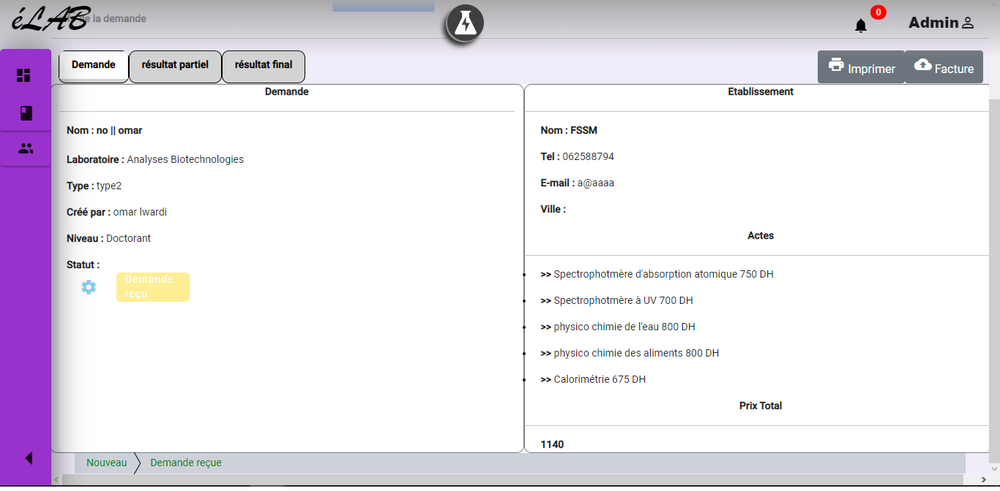 éLAB
de la demande
0
Admin
Demande
résultat partiel
résultat final
Imprimer
Facture
Demande
Nom : no || omar
Laboratoire : Analyses Biotechnologies
Type : type2
Créé par : omar lwardi
Niveau : Doctorant
Statut :
Demande
reçu
Etablissement
Nom : FSSM
Tel : 062588794
E-mail : a@aaaa
Ville :
Actes
>> Spectrophotmère d'absorption atomique 750 DH
>> Spectrophotmère à UV 700 DH
>> physico chimie de l'eau 800 DH
>> physico chimie des aliments 800 DH
>> Calorimétrie 675 DH
Prix Total
1140
Nouveau
Demande reçue